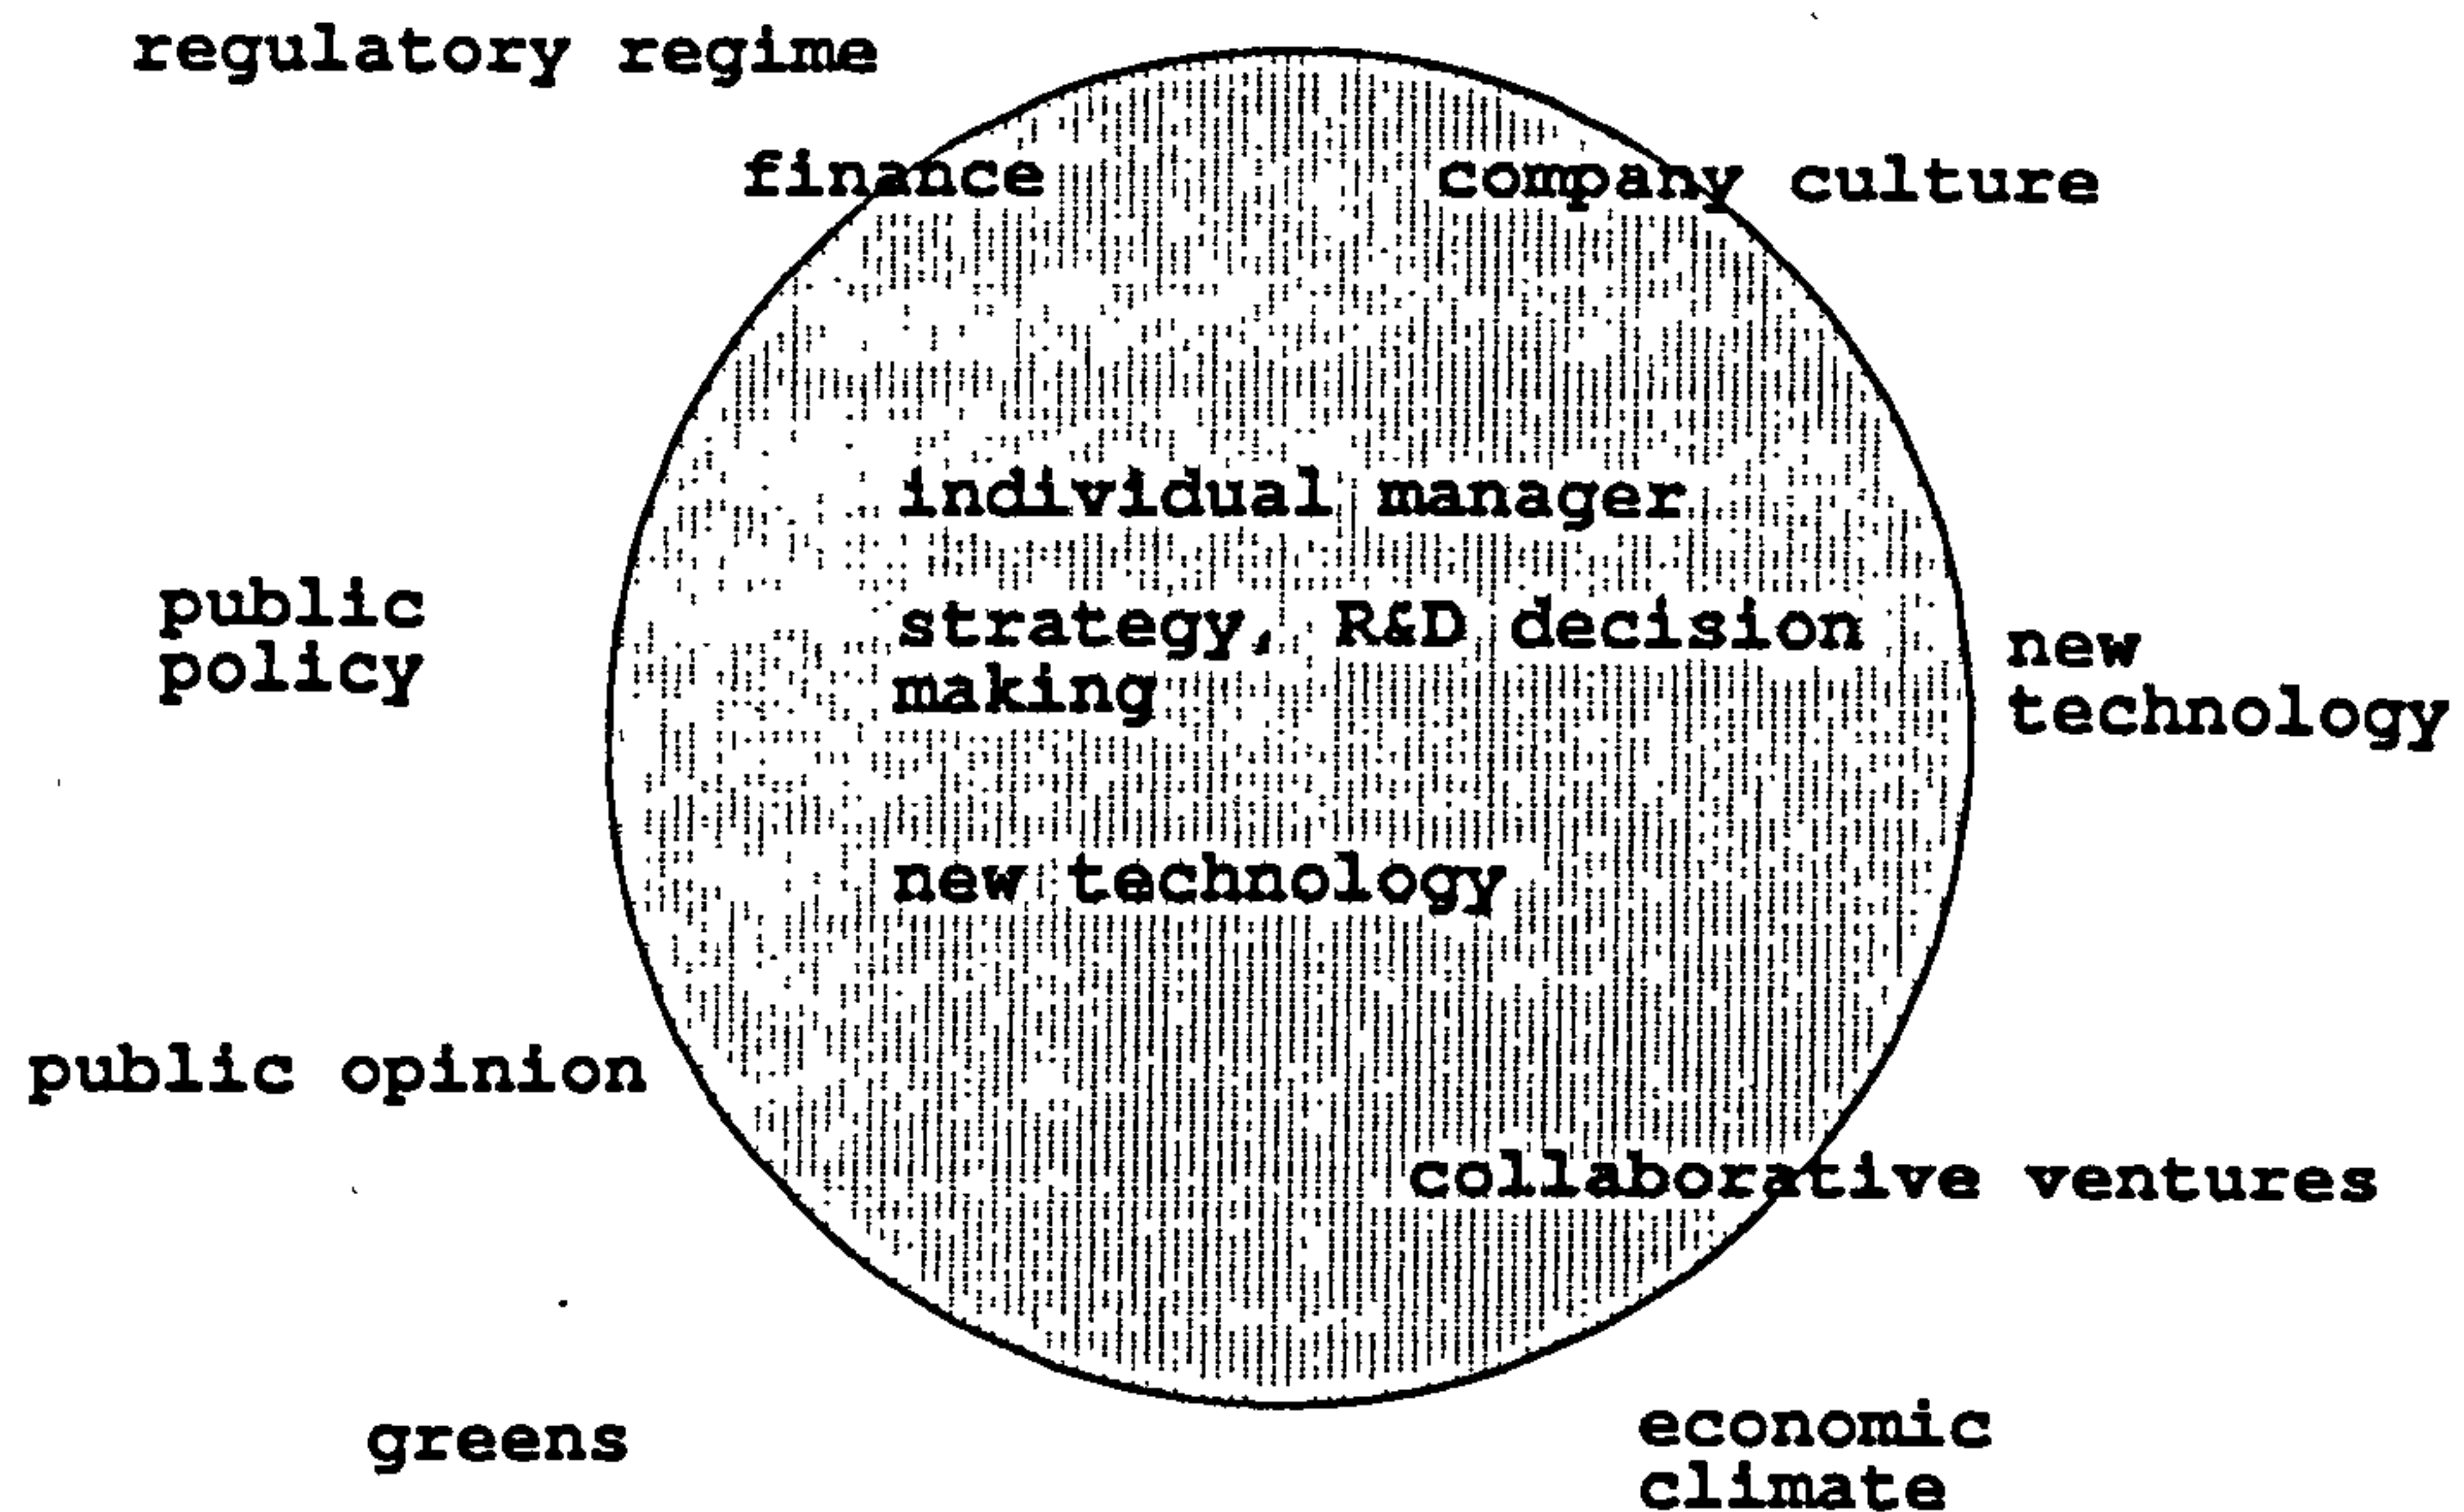 regulatory regime
finance
company culture
individual manager
public
policy
strategy, R&D decision
making
new
technology
new technology
public opinion
collaborative ventures
greens
economic
climate